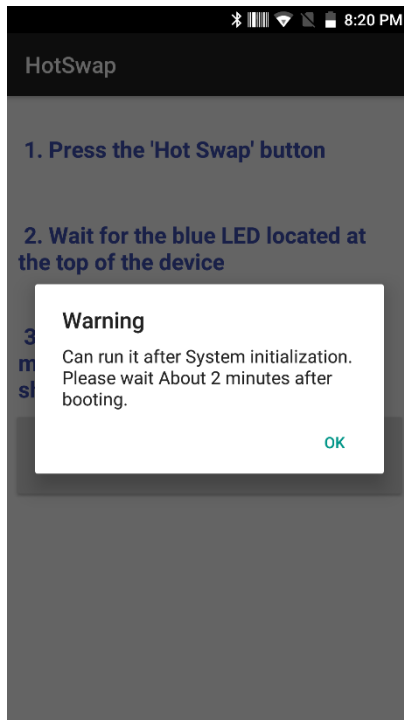 8:20 PM
HotSwap
1. Press the 'Hot Swap' button
2. Wait for the blue LED located at
the top of the device
3
Warning
Can run it after System initialization.
Please wait About 2 minutes after
booting.
OK